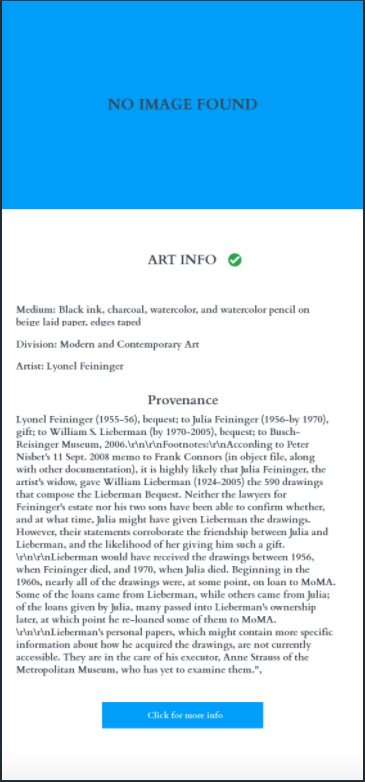 NO IMAGE FOUND
ART INFO
Medium: Black ink, charcoal, watercolor, and watercolor pencil on
beige laid paper, edges taped
Division: Modern and Contemporary Art
Artist: Lyonel Feininger
Provenance
Lyonel Feininger (1955-56), bequest; to Julia Feininger (1956-by 1970),
gift; to William S. Lieberman (by 1970-2005), bequest; to Busch-
Reisinger Museum, 2006.\r\n\r\nFootnotes:\r\nAccording to Peter
Nisbet's 11 Sept. 2008 memo to Frank Connors (in object file, along
with other documentation), it is highly likely that Julia Feininger, the
artist's widow, gave William Lieberman (1924-2005) the 590 drawings
that compose the Lieberman Bequest. Neither the lawyers for
Feininger's estate nor his two sons have been able to confirm whether,
and at what time, Julia might have given Lieberman the drawings.
However, their statements corroborate the friendship between Julia and
Lieberman, and the likelihood of her giving him such a gift.
\r\n\r\nLieberman would have received the drawings between 1956,
when Feininger died, and 1970, when Julia died. Beginning in the
1960s, nearly all of the drawings were, at some point, on loan to MoMA.
Some of the loans came from Lieberman, while others came from Julia;
of the loans given by Julia, many passed into Lieberman's ownership
later, at which point he re-loaned some of them to MoMA.
\r\n\r\nLieberman's personal papers, which might contain more specific
information about how he acquired the drawings, are not currently
accessible. They are in the care of his executor, Anne Strauss of the
Metropolitan Museum, who has yet to examine them.",
Click for more info